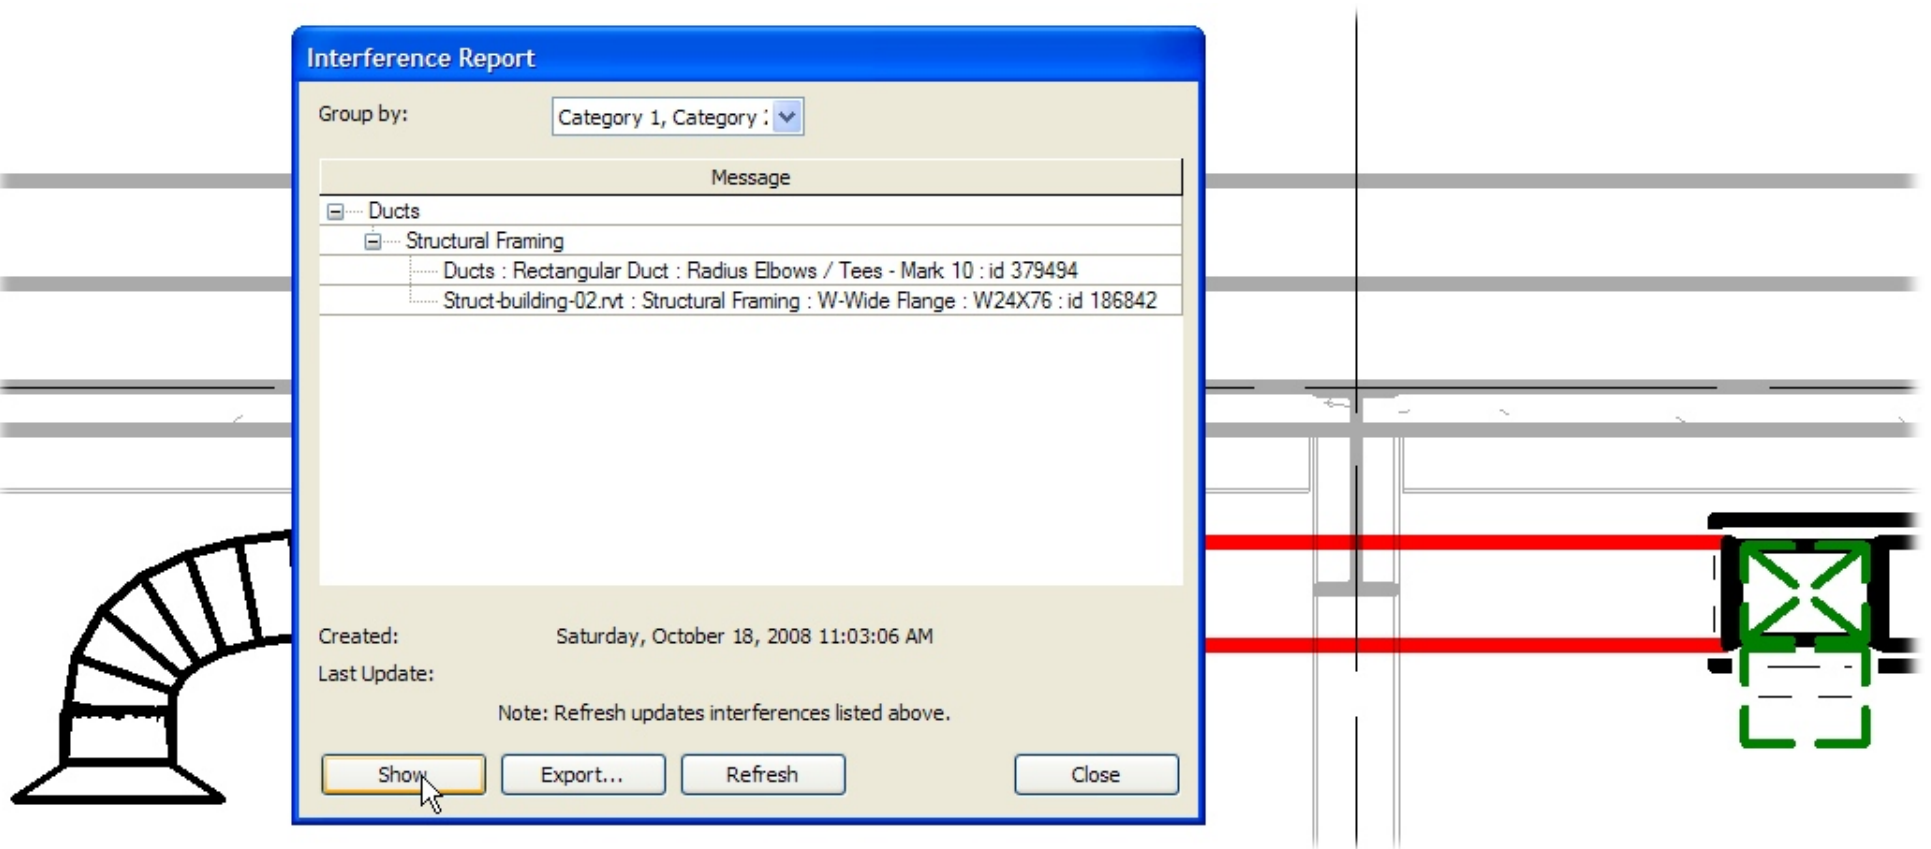 Interference Report
Group by:
Category 1, Category 2
Message
Ducts
Structural Framing
Ducts : Rectangular Duct : Radius Elbows / Tees - Mark 10 : id 379494
Struct-building-02.rvt : Structural Framing : W-Wide Flange : W24X76 : id 186842
Created:
Saturday, October 18, 2008 11:03:06 AM
Last Update:
Note: Refresh updates interferences listed above.
Show
Export...
Refresh
Close